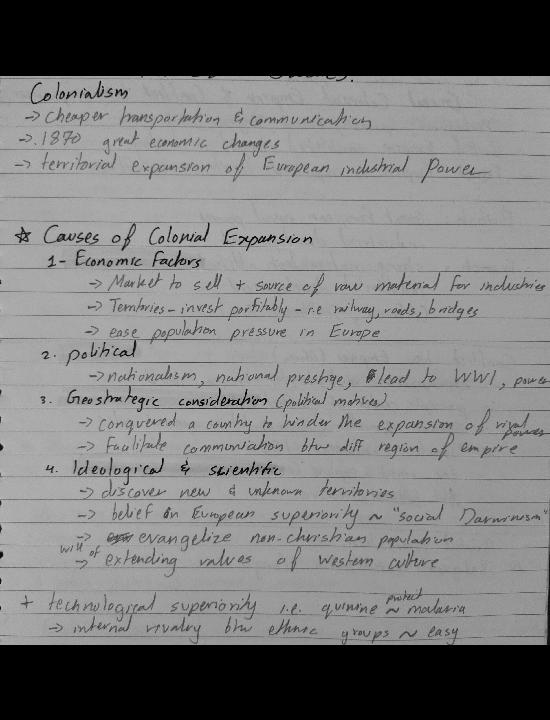 Colonialism
→ cheaper transportation & communication
→ .1870 great economic changes
→ territorial expansion of European industrial Power
☆ Causes of Colonial Expansion
1- Economic Factors
→ Market to sell + source of raw material for industries
→ Territories - invest porfitably - i.e railway, roads, bridges
→ ease population pressure in Europe
2. political
→ nationalism, national prestige, lead to WWI, power
3. Geostrategic consideration (political motives)
→ conquered a country to hinder the expansion of rival powers
→ Facilitate communication btw diff region of empire
4. Ideological & scientific
→ discover new & unknown territories
→ belief in European superiority ~ "social Darwinism"
→ evangelize non-christian population
will of
→ extending values of western culture
+ technological superiority i.e. quinine ~ protect malaria
→ internal rivalry btw ethnic groups ~ easy